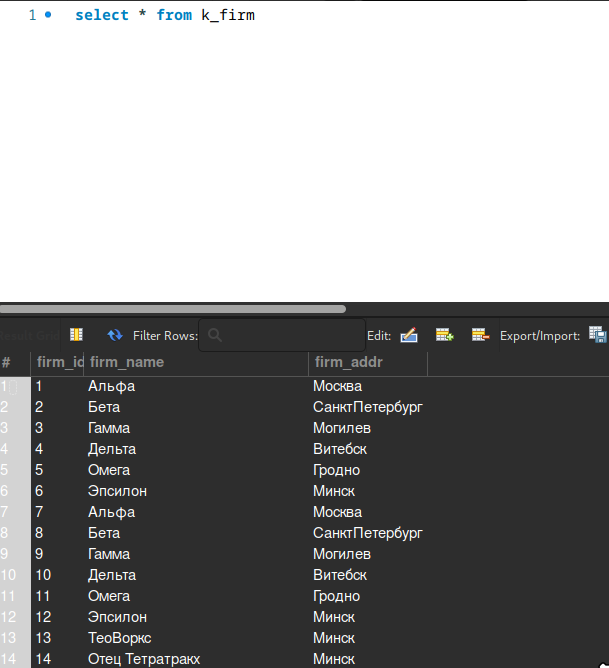 1 select * from k_firm
Filter Rows: Edit: Export/Import:
# firm_id firm_name firm_addr
1 1 Альфа Москва
2 2 Бета СанктПетербург
3 3 Гамма Могилев
4 4 Дельта Витебск
5 5 Омега Гродно
6 6 Эпсилон Минск
7 7 Альфа Москва
8 8 Бета СанктПетербург
9 9 Гамма Могилев
10 10 Дельта Витебск
11 11 Омега Гродно
12 12 Эпсилон Минск
13 13 ТеоВоркс Минск
14 14 Отец Тетратракх Минск